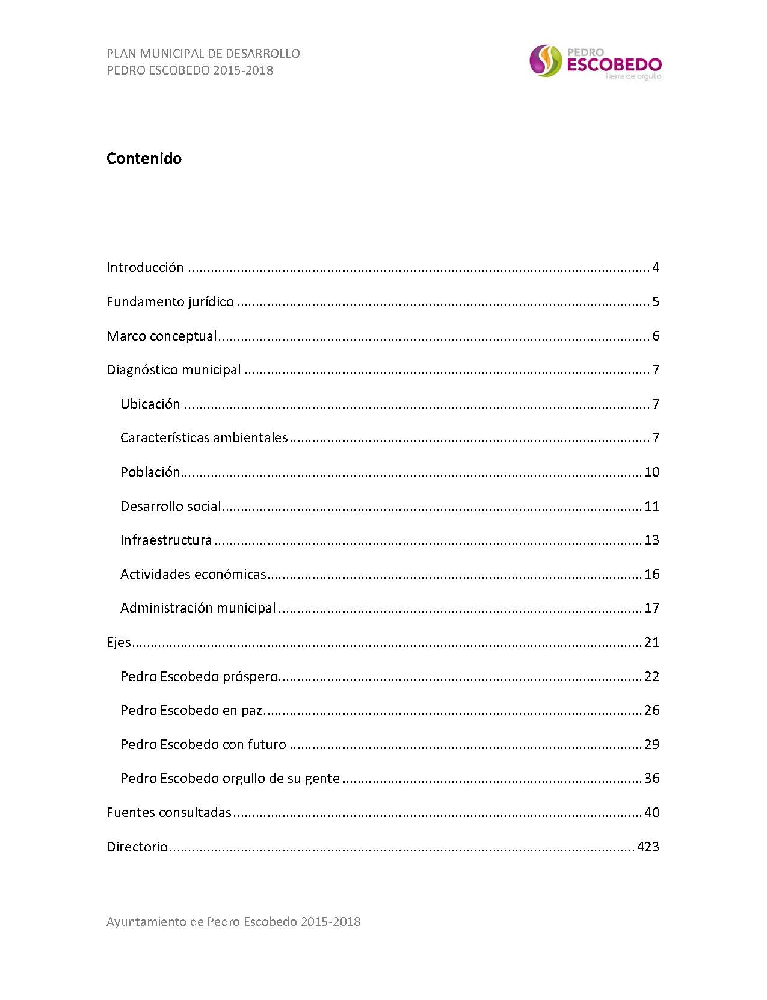 PLAN MUNICIPAL DE DESARROLLO
PEDRO ESCOBEDO 2015-2018
PEDRO
ESCOBEDO
Tierra de orgullo
Contenido
Introducción ........................................ 4
Fundamento jurídico ........................................ 5
Marco conceptual ........................................ 6
Diagnóstico municipal ........................................ 7
Ubicación ........................................ 7
Características ambientales ........................................ 7
Población ........................................ 10
Desarrollo social ........................................ 11
Infraestructura ........................................ 13
Actividades económicas ........................................ 16
Administración municipal ........................................ 17
Ejes ........................................ 21
Pedro Escobedo próspero ........................................ 22
Pedro Escobedo en paz ........................................ 26
Pedro Escobedo con futuro ........................................ 29
Pedro Escobedo orgullo de su gente ........................................ 36
Fuentes consultadas ........................................ 40
Directorio ........................................ 423
Ayuntamiento de Pedro Escobedo 2015-2018